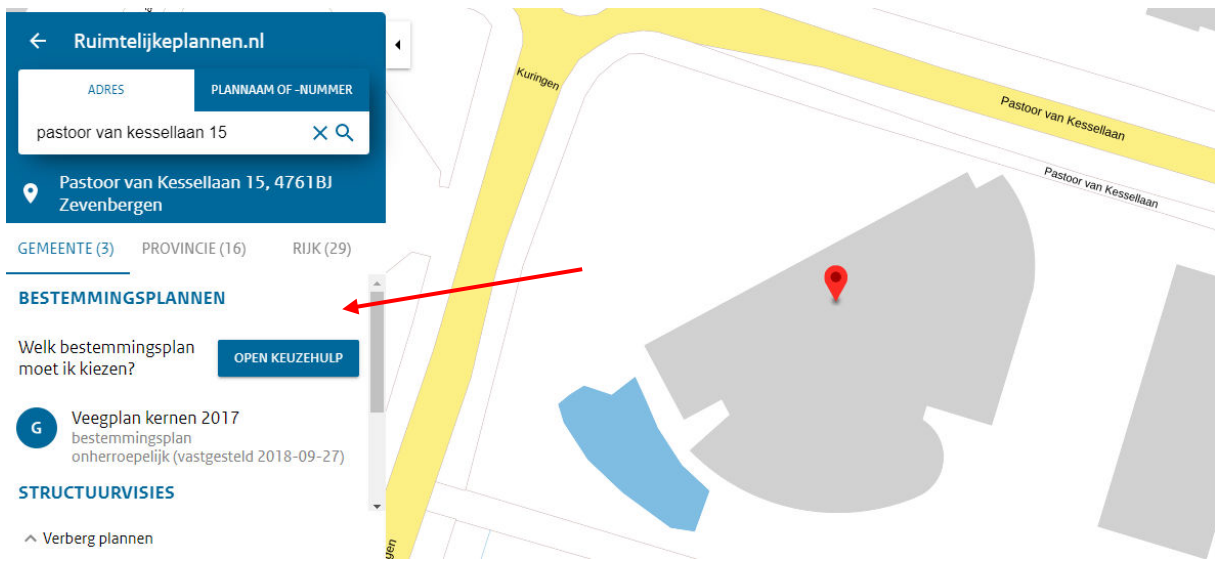 Ruimtelijkeplannen.nl
ADRES
PLANNAAM OF -NUMMER
pastoor van kessellaan 15
Pastoor van Kessellaan 15, 4761BJ
Zevenbergen
GEMEENTE (3)
PROVINCIE (16)
RIJK (29)
BESTEMMINGSPLANNEN
Welk bestemmingsplan
moet ik kiezen?
OPEN KEUZEHULP
G
Veegplan kernen 2017
bestemmingsplan
onherroepelijk (vastgesteld 2018-09-27)
STRUCTUURVISIES
Verberg plannen
Kuringen
Pastoor van Kessellaan
Pastoor van Kessellaan